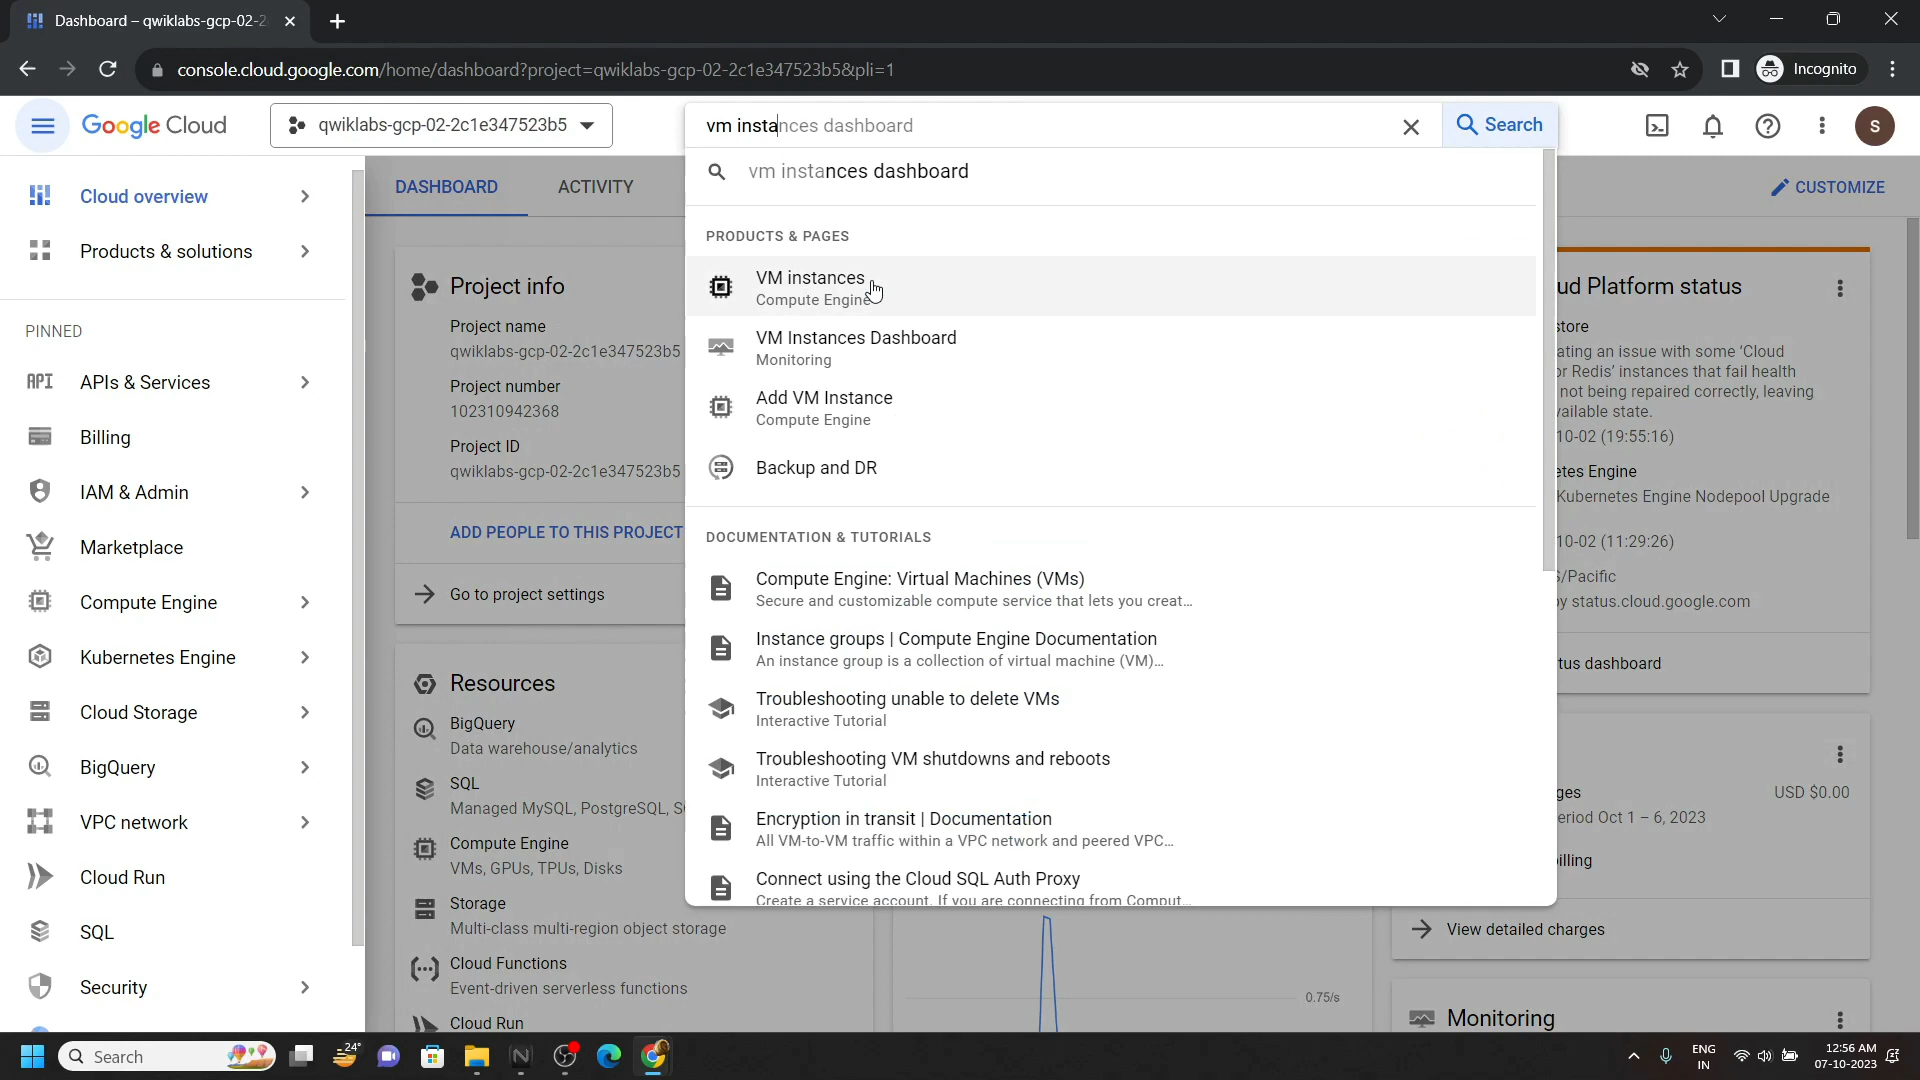 Dashboard – qwiklabs-gcp-02-2
console.cloud.google.com/home/dashboard?project=qwiklabs-gcp-02-2c1e347523b5&pli=1
Incognito
Google Cloud
qwiklabs-gcp-02-2c1e347523b5
vm instances dashboard
Search
S
Cloud overview
Products & solutions
PINNED
API
APIs & Services
Billing
IAM & Admin
Marketplace
Compute Engine
Kubernetes Engine
Cloud Storage
BigQuery
VPC network
Cloud Run
SQL
Security
DASHBOARD
ACTIVITY
CUSTOMIZE
Project info
Project name
qwiklabs-gcp-02-2c1e347523b5
Project number
102310942368
Project ID
qwiklabs-gcp-02-2c1e347523b5
ADD PEOPLE TO THIS PROJECT
Go to project settings
Resources
BigQuery
Data warehouse/analytics
SQL
Managed MySQL, PostgreSQL, S
Compute Engine
VMs, GPUs, TPUs, Disks
Storage
Multi-class multi-region object storage
Cloud Functions
Event-driven serverless functions
Cloud Run
vm instances dashboard
PRODUCTS & PAGES
VM instances
Compute Engine
VM Instances Dashboard
Monitoring
Add VM Instance
Compute Engine
Backup and DR
DOCUMENTATION & TUTORIALS
Compute Engine: Virtual Machines (VMs)
Secure and customizable compute service that lets you creat...
Instance groups | Compute Engine Documentation
An instance group is a collection of virtual machine (VM)...
Troubleshooting unable to delete VMs
Interactive Tutorial
Troubleshooting VM shutdowns and reboots
Interactive Tutorial
Encryption in transit | Documentation
All VM-to-VM traffic within a VPC network and peered VPC...
Connect using the Cloud SQL Auth Proxy
Create a service account. If you are connecting from Comput...
0.75/s
ud Platform status
store
ating an issue with some 'Cloud
or Redis' instances that fail health
not being repaired correctly, leaving
vailable state.
10-02 (19:55:16)
etes Engine
Kubernetes Engine Nodepool Upgrade
10-02 (11:29:26)
S/Pacific
by status.cloud.google.com
tus dashboard
ges
USD $0.00
eriod Oct 1 – 6, 2023
illing
View detailed charges
Monitoring
Search
24°
ENG
IN
12:56 AM
07-10-2023